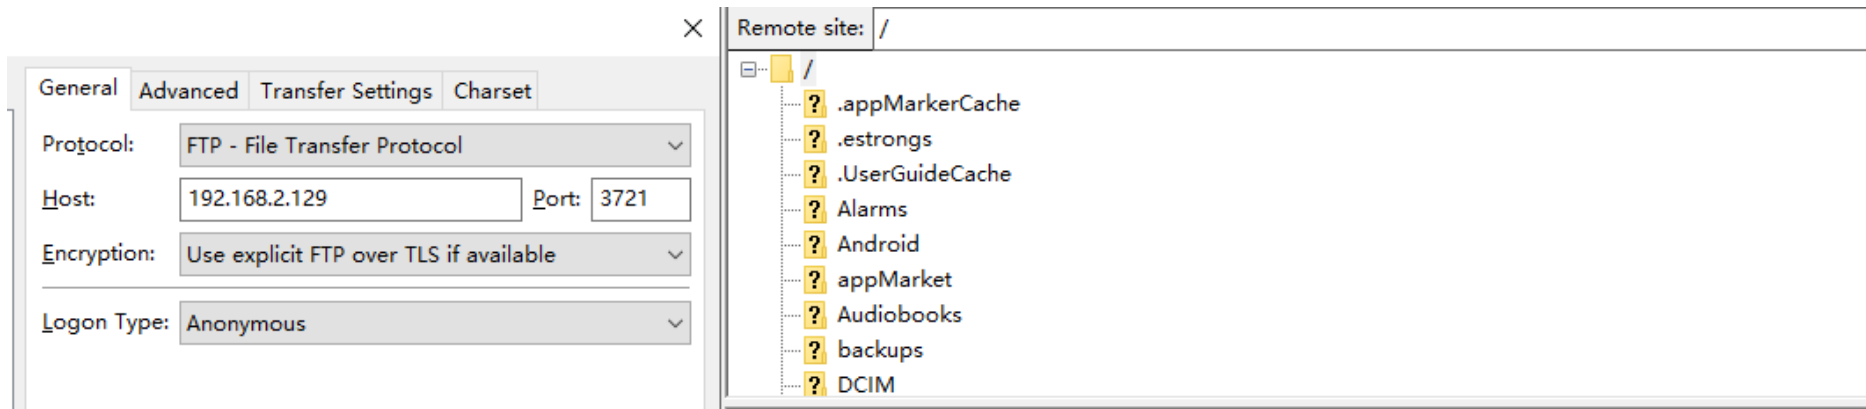 General Advanced Transfer Settings Charset
Protocol: FTP - File Transfer Protocol
Host: 192.168.2.129 Port: 3721
Encryption: Use explicit FTP over TLS if available
Logon Type: Anonymous
Remote site: /
/
.appMarkerCache
.estrongs
.UserGuideCache
Alarms
Android
appMarket
Audiobooks
backups
DCIM